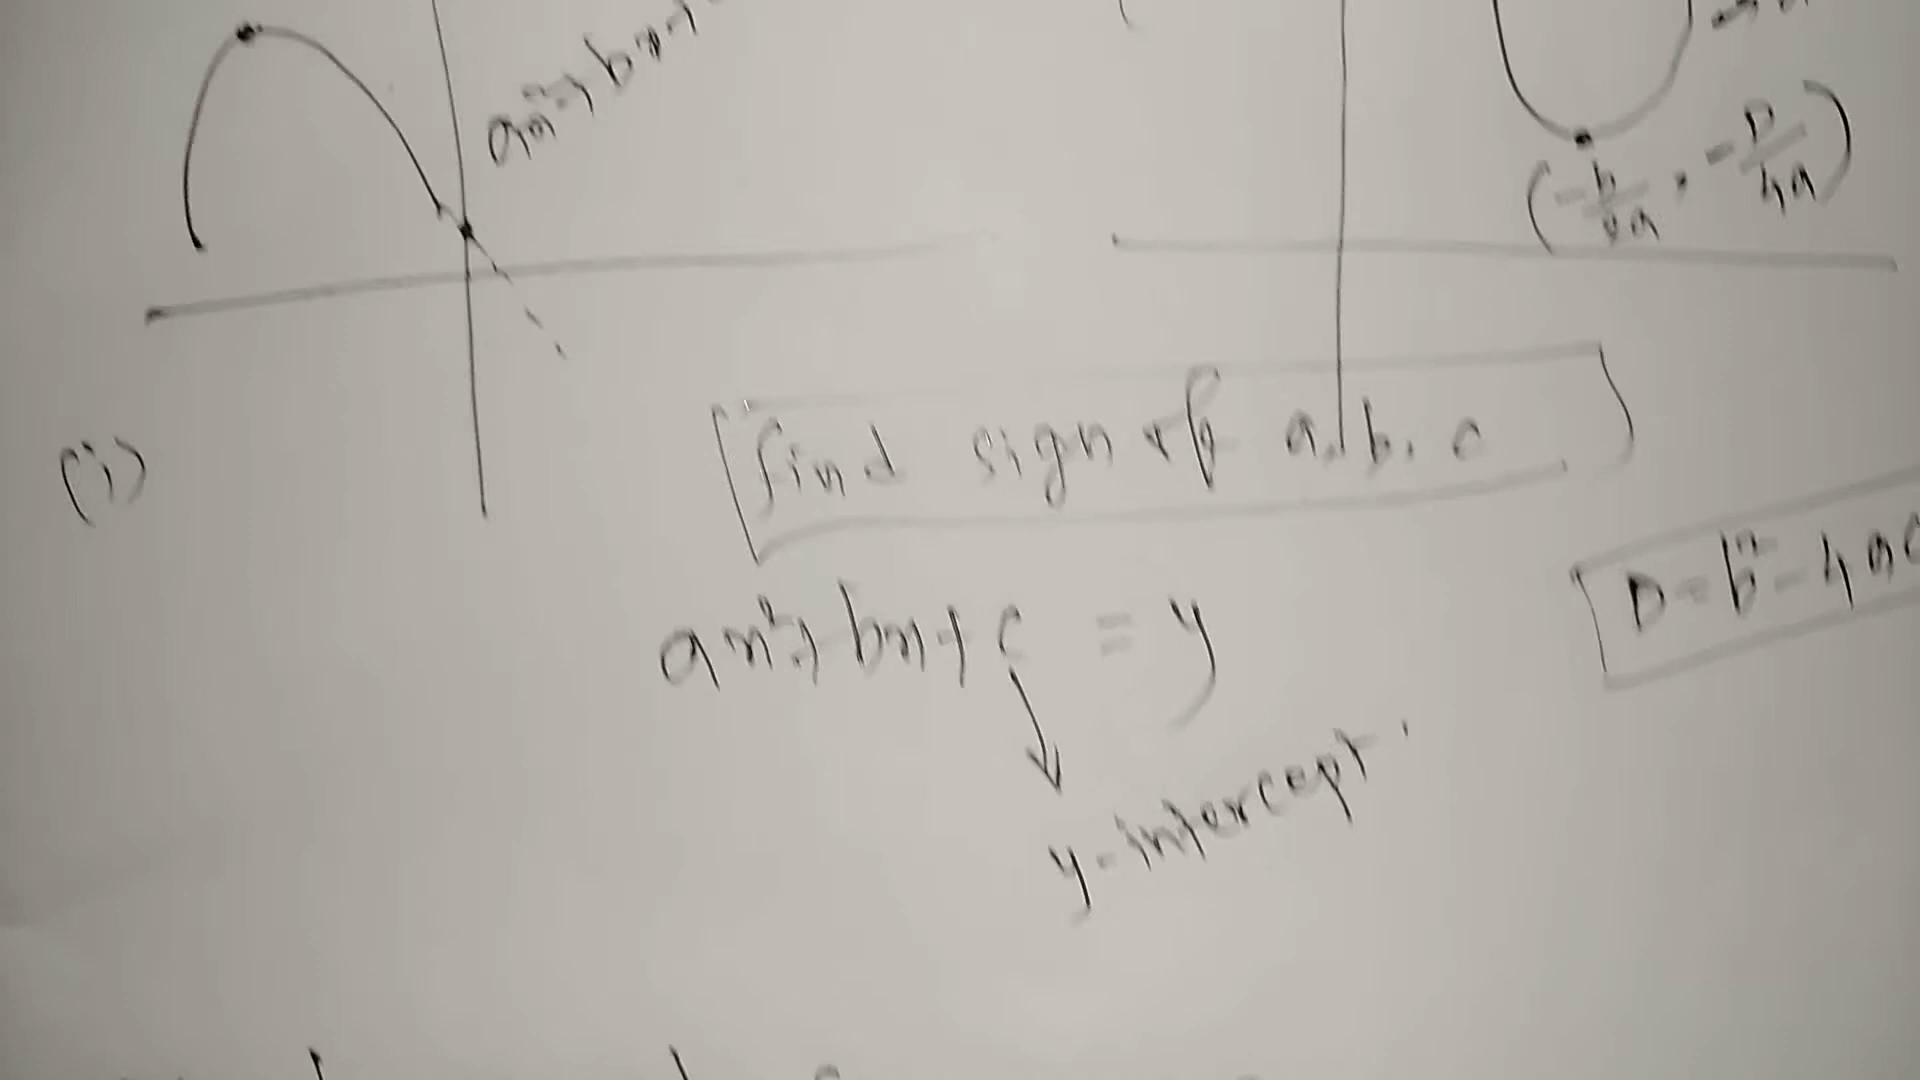 ax²+bx+
(-b/2a, -D/4a)
(i)
find sign of a, b, c
D=b²-4ac
ax²+bx+c = y
y-intercept.